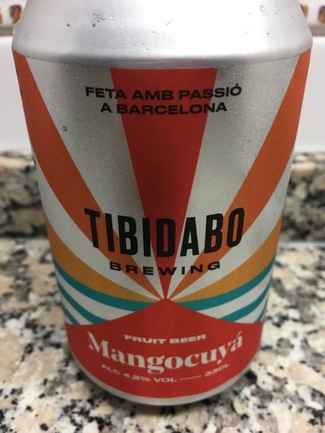 FETA AMB PASSIÓ
A BARCELONA
TIBIDABO
BREWING
FRUIT BEER
Mangocuyá
ALC 4,2% VOL — 33CL